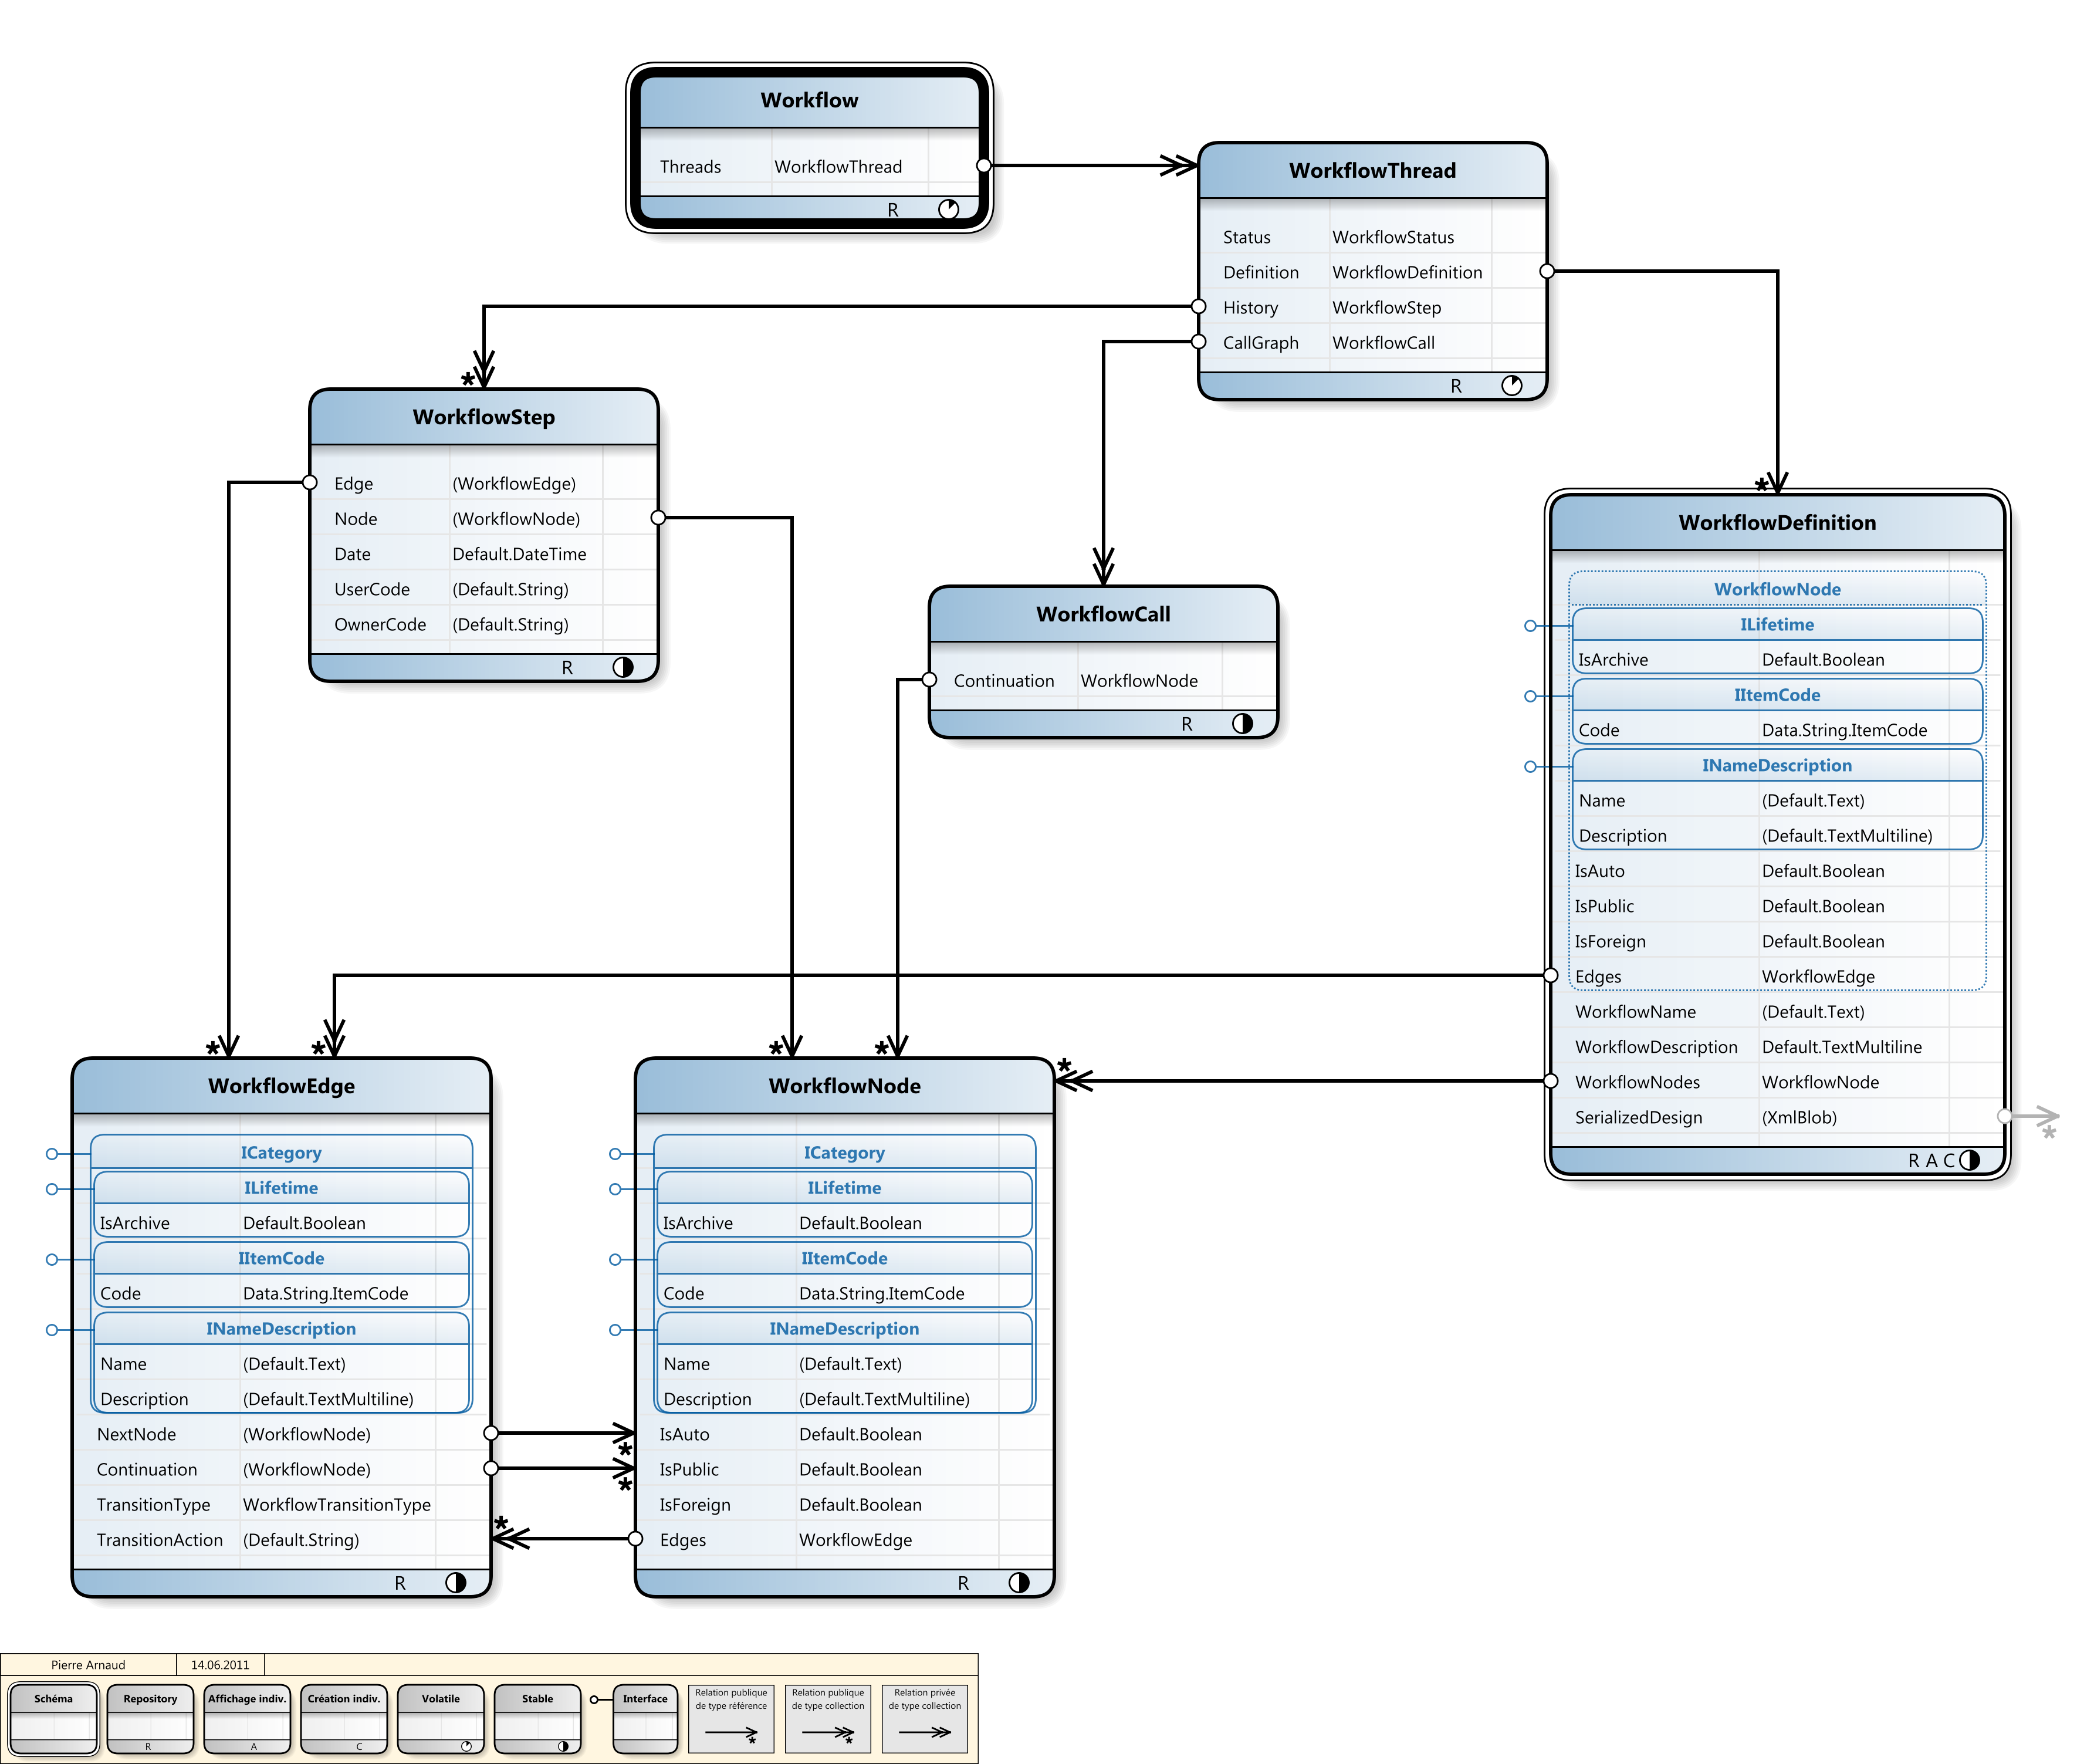 Workflow
Threads WorkflowThread
R
WorkflowThread
Status WorkflowStatus
Definition WorkflowDefinition
History WorkflowStep
CallGraph WorkflowCall
R
*
WorkflowStep
Edge (WorkflowEdge)
Node (WorkflowNode)
Date Default.DateTime
UserCode (Default.String)
OwnerCode (Default.String)
R
WorkflowCall
Continuation WorkflowNode
R
*
WorkflowDefinition
WorkflowNode
ILifetime
IsArchive Default.Boolean
IItemCode
Code Data.String.ItemCode
INameDescription
Name (Default.Text)
Description (Default.TextMultiline)
IsAuto Default.Boolean
IsPublic Default.Boolean
IsForeign Default.Boolean
Edges WorkflowEdge
WorkflowName (Default.Text)
WorkflowDescription Default.TextMultiline
WorkflowNodes WorkflowNode
SerializedDesign (XmlBlob)
*
R A C
* *
WorkflowEdge
ICategory
ILifetime
IsArchive Default.Boolean
IItemCode
Code Data.String.ItemCode
INameDescription
Name (Default.Text)
Description (Default.TextMultiline)
NextNode (WorkflowNode)
Continuation (WorkflowNode)
TransitionType WorkflowTransitionType
TransitionAction (Default.String)
*
R
* * *
WorkflowNode
ICategory
ILifetime
IsArchive Default.Boolean
IItemCode
Code Data.String.ItemCode
INameDescription
Name (Default.Text)
Description (Default.TextMultiline)
IsAuto Default.Boolean
*
IsPublic Default.Boolean
*
IsForeign Default.Boolean
Edges WorkflowEdge
R
Pierre Arnaud 14.06.2011
Schéma
Repository
R
Affichage indiv.
A
Création indiv.
C
Volatile
Stable
Interface
Relation publique
de type référence
*
Relation publique
de type collection
*
Relation privée
de type collection